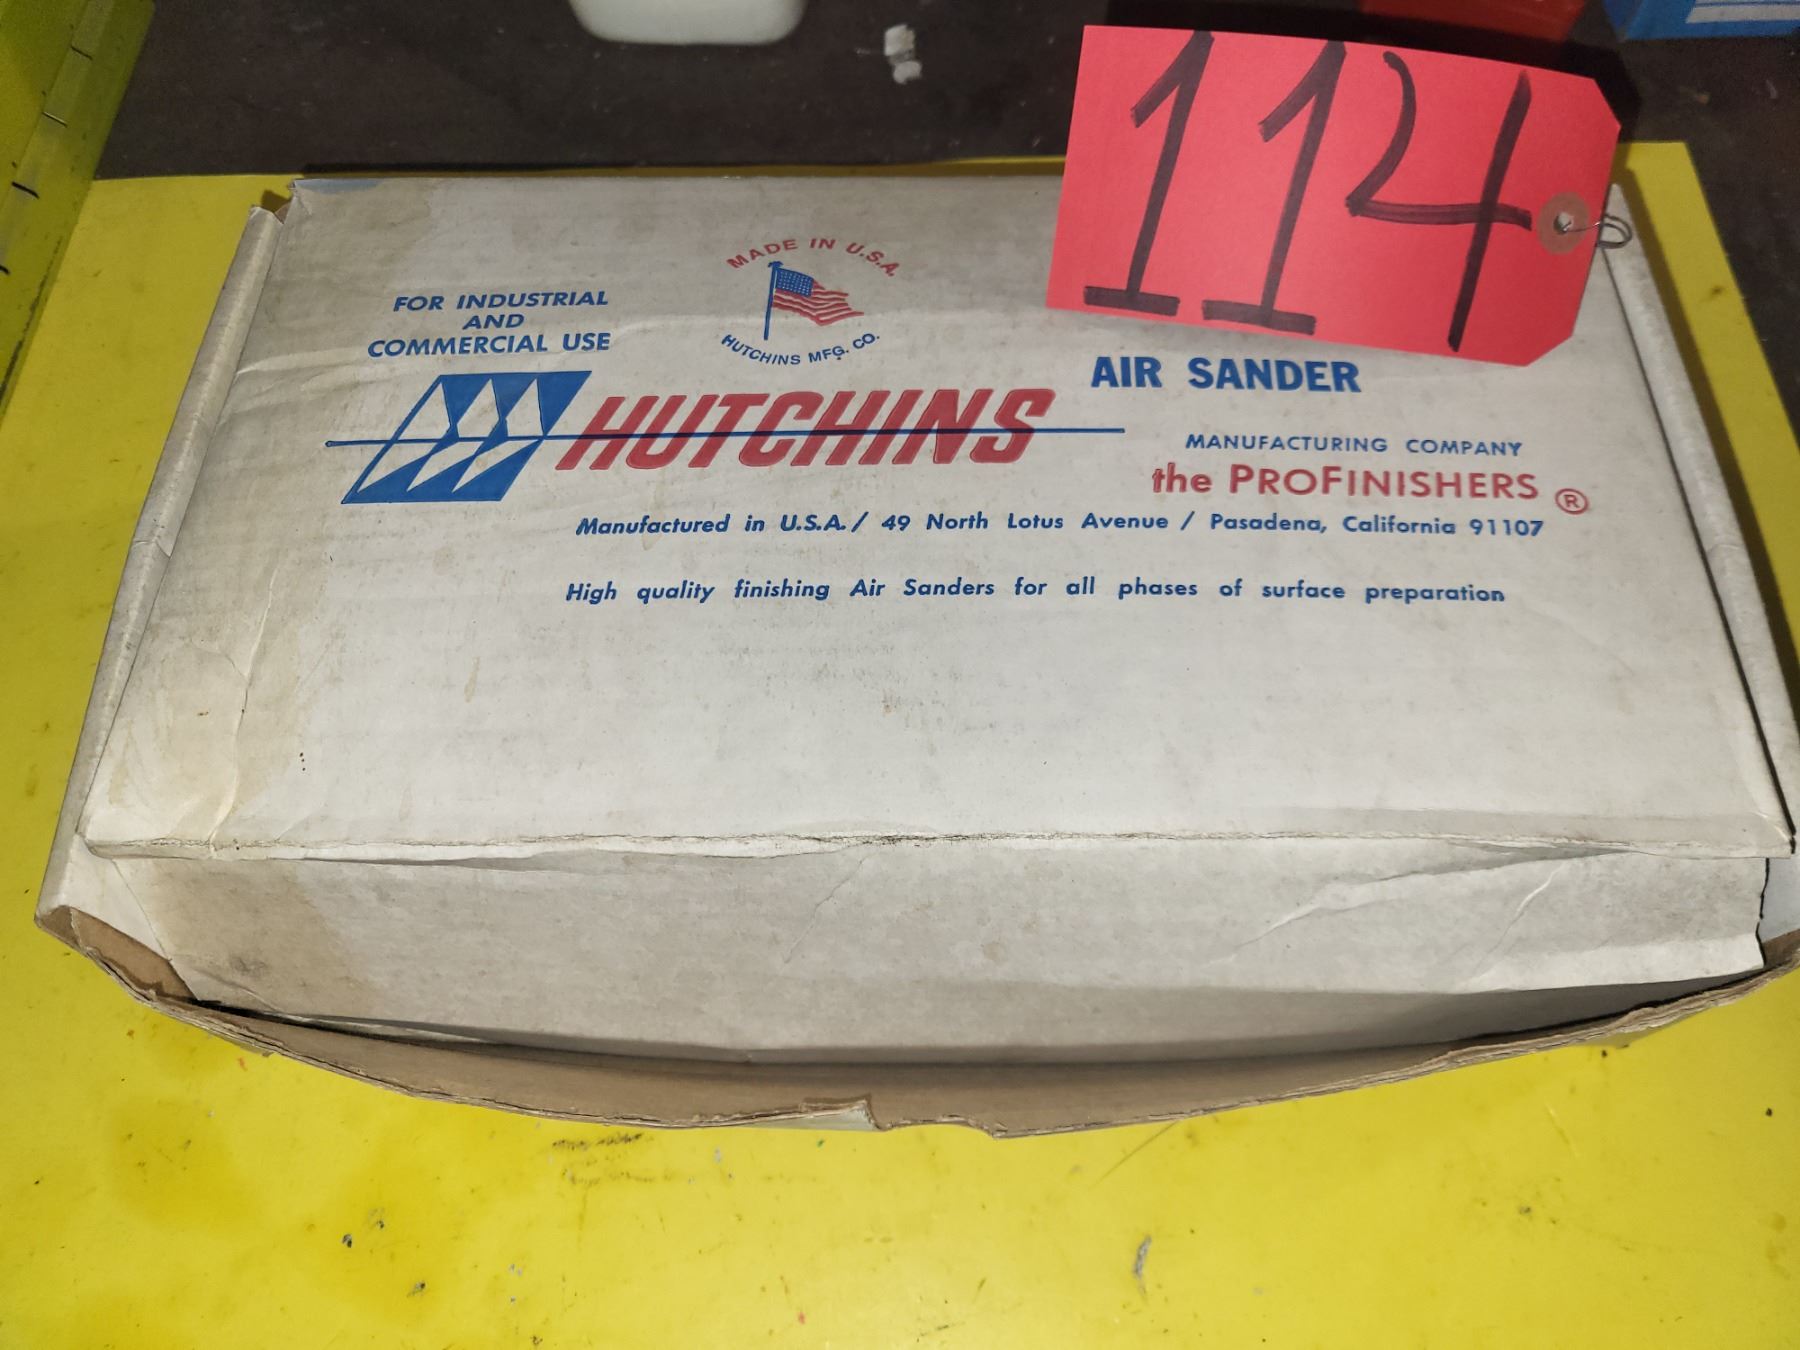 114
MADE IN U.S.A.
HUTCHINS MFG. CO.
FOR INDUSTRIAL
AND
COMMERCIAL USE
AIR SANDER
HUTCHINS
MANUFACTURING COMPANY
the PROFINISHERS ®
Manufactured in U.S.A. / 49 North Lotus Avenue / Pasadena, California 91107
High quality finishing Air Sanders for all phases of surface preparation